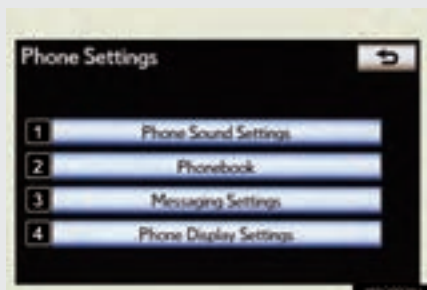 Phone Settings
1 Phone Sound Settings
2 Phonebook
3 Messaging Settings
4 Phone Display Settings